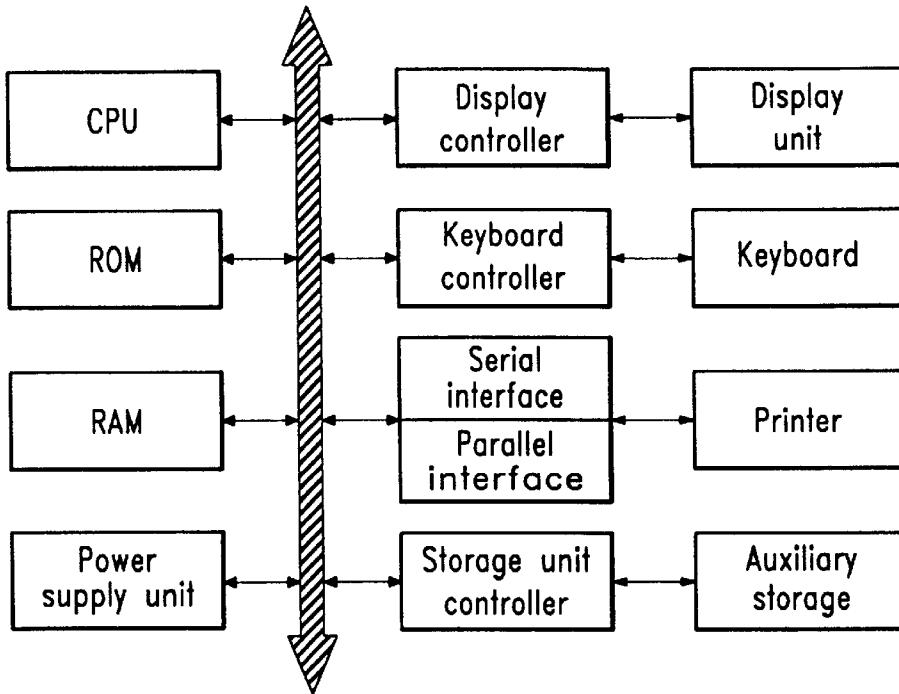 CPU
Display
controller
Display
unit
ROM
Keyboard
controller
Keyboard
RAM
Serial
interface
Parallel
interface
Printer
Power
supply unit
Storage unit
controller
Auxiliary
storage